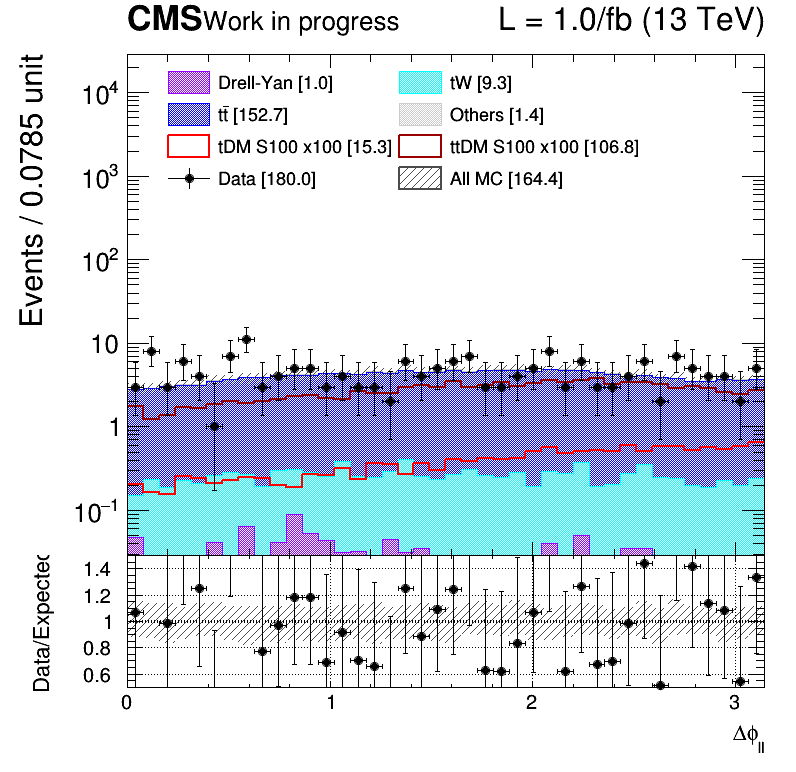 CMS Work in progress L = 1.0/fb (13 TeV)
Events / 0.0785 unit
10⁴
10³
10²
10
1
10⁻¹
Drell-Yan [1.0] tW [9.3]
tt̄ [152.7] Others [1.4]
tDM S100 x100 [15.3] ttDM S100 x100 [106.8]
Data [180.0] All MC [164.4]
Data/Expected
1.4
1.2
1
0.8
0.6
0 1 2 3
Δϕ_ll